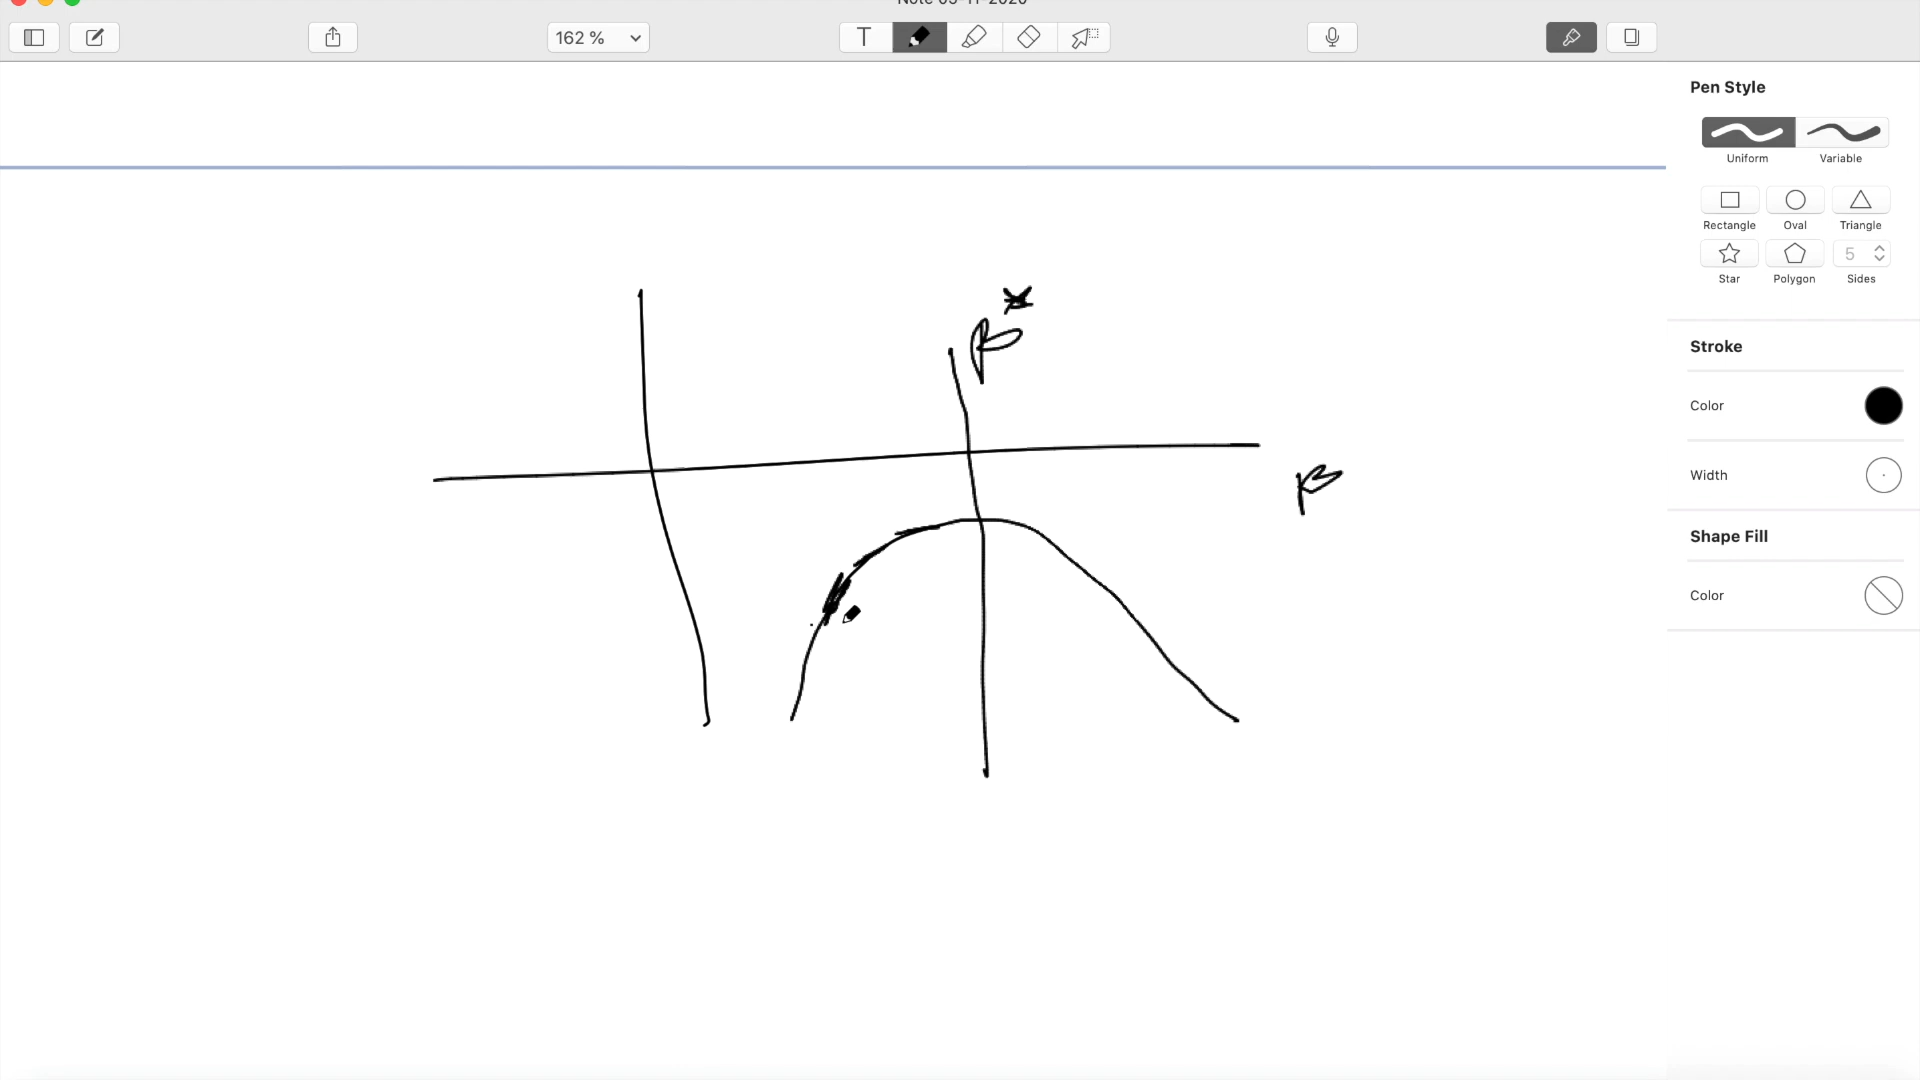 162 %
T
Pen Style
Uniform
Variable
Rectangle
Oval
Triangle
5
Star
Polygon
Sides
Stroke
Color
Width
Shape Fill
Color